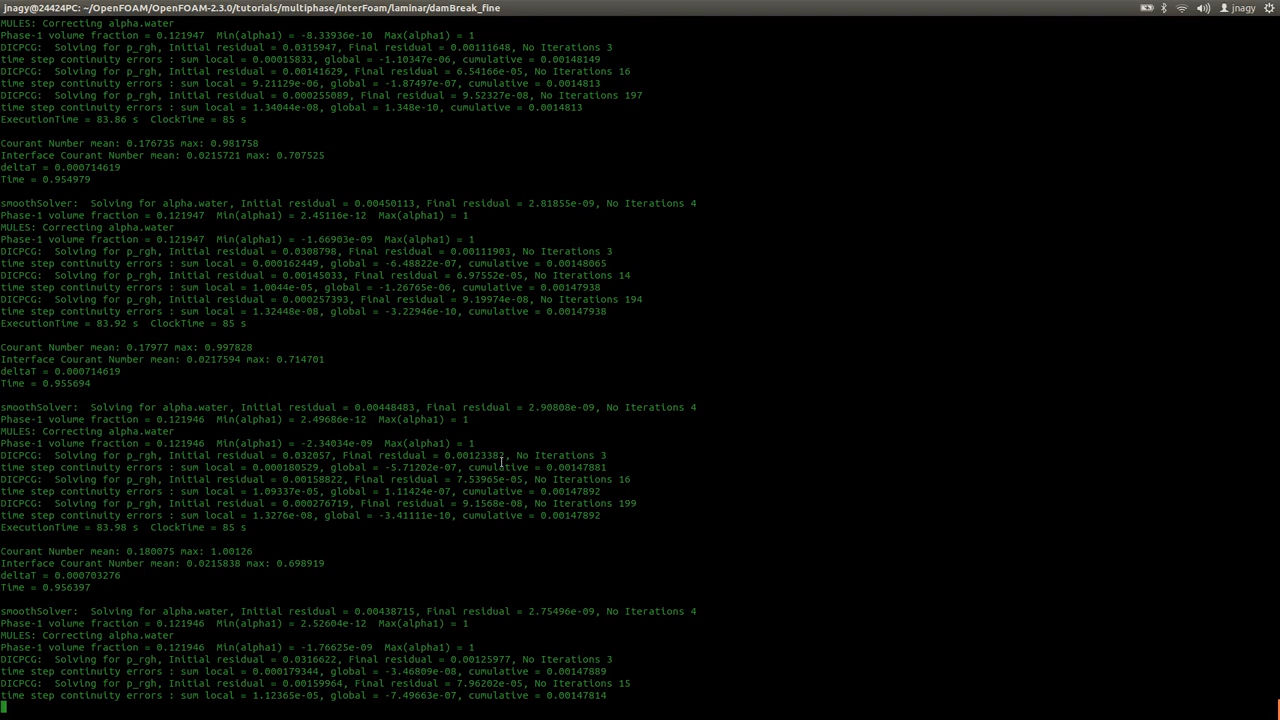 jnagy@24424PC: ~/OpenFOAM/OpenFOAM-2.3.0/tutorials/multiphase/interFoam/laminar/damBreak_fine
jnagy
MULES: Correcting alpha.water
Phase-1 volume fraction = 0.121947  Min(alpha1) = -8.33936e-10  Max(alpha1) = 1
DICPCG:  Solving for p_rgh, Initial residual = 0.0315947, Final residual = 0.00111648, No Iterations 3
time step continuity errors : sum local = 0.00015833, global = -1.10347e-06, cumulative = 0.00148149
DICPCG:  Solving for p_rgh, Initial residual = 0.00141629, Final residual = 6.54166e-05, No Iterations 16
time step continuity errors : sum local = 9.21129e-06, global = -1.87497e-07, cumulative = 0.0014813
DICPCG:  Solving for p_rgh, Initial residual = 0.000255089, Final residual = 9.52327e-08, No Iterations 197
time step continuity errors : sum local = 1.34044e-08, global = 1.348e-10, cumulative = 0.0014813
ExecutionTime = 83.86 s  ClockTime = 85 s
Courant Number mean: 0.176735 max: 0.981758
Interface Courant Number mean: 0.0215721 max: 0.707525
deltaT = 0.000714619
Time = 0.954979
smoothSolver:  Solving for alpha.water, Initial residual = 0.00450113, Final residual = 2.81855e-09, No Iterations 4
Phase-1 volume fraction = 0.121947  Min(alpha1) = 2.45116e-12  Max(alpha1) = 1
MULES: Correcting alpha.water
Phase-1 volume fraction = 0.121947  Min(alpha1) = -1.66903e-09  Max(alpha1) = 1
DICPCG:  Solving for p_rgh, Initial residual = 0.0308798, Final residual = 0.00111903, No Iterations 3
time step continuity errors : sum local = 0.000162449, global = -6.48822e-07, cumulative = 0.00148065
DICPCG:  Solving for p_rgh, Initial residual = 0.00145033, Final residual = 6.97552e-05, No Iterations 14
time step continuity errors : sum local = 1.0044e-05, global = -1.26765e-06, cumulative = 0.00147938
DICPCG:  Solving for p_rgh, Initial residual = 0.000257393, Final residual = 9.19974e-08, No Iterations 194
time step continuity errors : sum local = 1.32448e-08, global = -3.22946e-10, cumulative = 0.00147938
ExecutionTime = 83.92 s  ClockTime = 85 s
Courant Number mean: 0.17977 max: 0.997828
Interface Courant Number mean: 0.0217594 max: 0.714701
deltaT = 0.000714619
Time = 0.955694
smoothSolver:  Solving for alpha.water, Initial residual = 0.00448483, Final residual = 2.90808e-09, No Iterations 4
Phase-1 volume fraction = 0.121946  Min(alpha1) = 2.49686e-12  Max(alpha1) = 1
MULES: Correcting alpha.water
Phase-1 volume fraction = 0.121946  Min(alpha1) = -2.34034e-09  Max(alpha1) = 1
DICPCG:  Solving for p_rgh, Initial residual = 0.032057, Final residual = 0.00123382, No Iterations 3
time step continuity errors : sum local = 0.000180529, global = -5.71202e-07, cumulative = 0.00147881
DICPCG:  Solving for p_rgh, Initial residual = 0.00158822, Final residual = 7.53965e-05, No Iterations 16
time step continuity errors : sum local = 1.09337e-05, global = 1.11424e-07, cumulative = 0.00147892
DICPCG:  Solving for p_rgh, Initial residual = 0.000276719, Final residual = 9.1568e-08, No Iterations 199
time step continuity errors : sum local = 1.3276e-08, global = -3.41111e-10, cumulative = 0.00147892
ExecutionTime = 83.98 s  ClockTime = 85 s
Courant Number mean: 0.180075 max: 1.00126
Interface Courant Number mean: 0.0215838 max: 0.698919
deltaT = 0.000703276
Time = 0.956397
smoothSolver:  Solving for alpha.water, Initial residual = 0.00438715, Final residual = 2.75496e-09, No Iterations 4
Phase-1 volume fraction = 0.121946  Min(alpha1) = 2.52604e-12  Max(alpha1) = 1
MULES: Correcting alpha.water
Phase-1 volume fraction = 0.121946  Min(alpha1) = -1.76625e-09  Max(alpha1) = 1
DICPCG:  Solving for p_rgh, Initial residual = 0.0316622, Final residual = 0.00125977, No Iterations 3
time step continuity errors : sum local = 0.000179344, global = -3.46809e-08, cumulative = 0.00147889
DICPCG:  Solving for p_rgh, Initial residual = 0.00159964, Final residual = 7.96202e-05, No Iterations 15
time step continuity errors : sum local = 1.12365e-05, global = -7.49663e-07, cumulative = 0.00147814